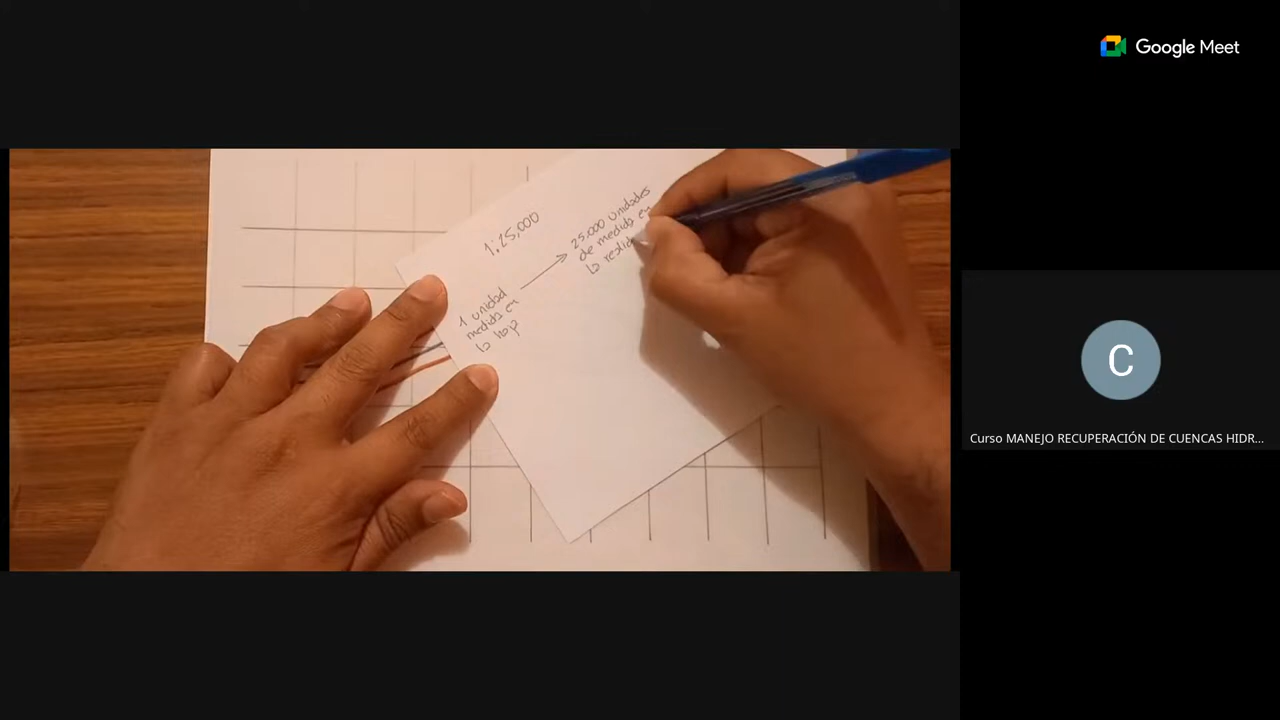 Google Meet
1:25,000
1 unidad
medida en
la hoja
25.000 unidades
de medida en
la realid
C
Curso MANEJO RECUPERACIÓN DE CUENCAS HIDR...